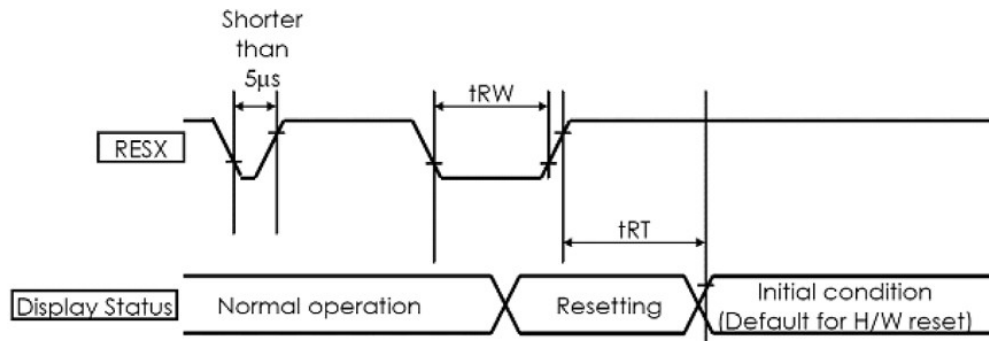 Shorter
than
5μs
tRW
RESX
tRT
Display Status
Normal operation
Resetting
Initial condition
(Default for H/W reset)